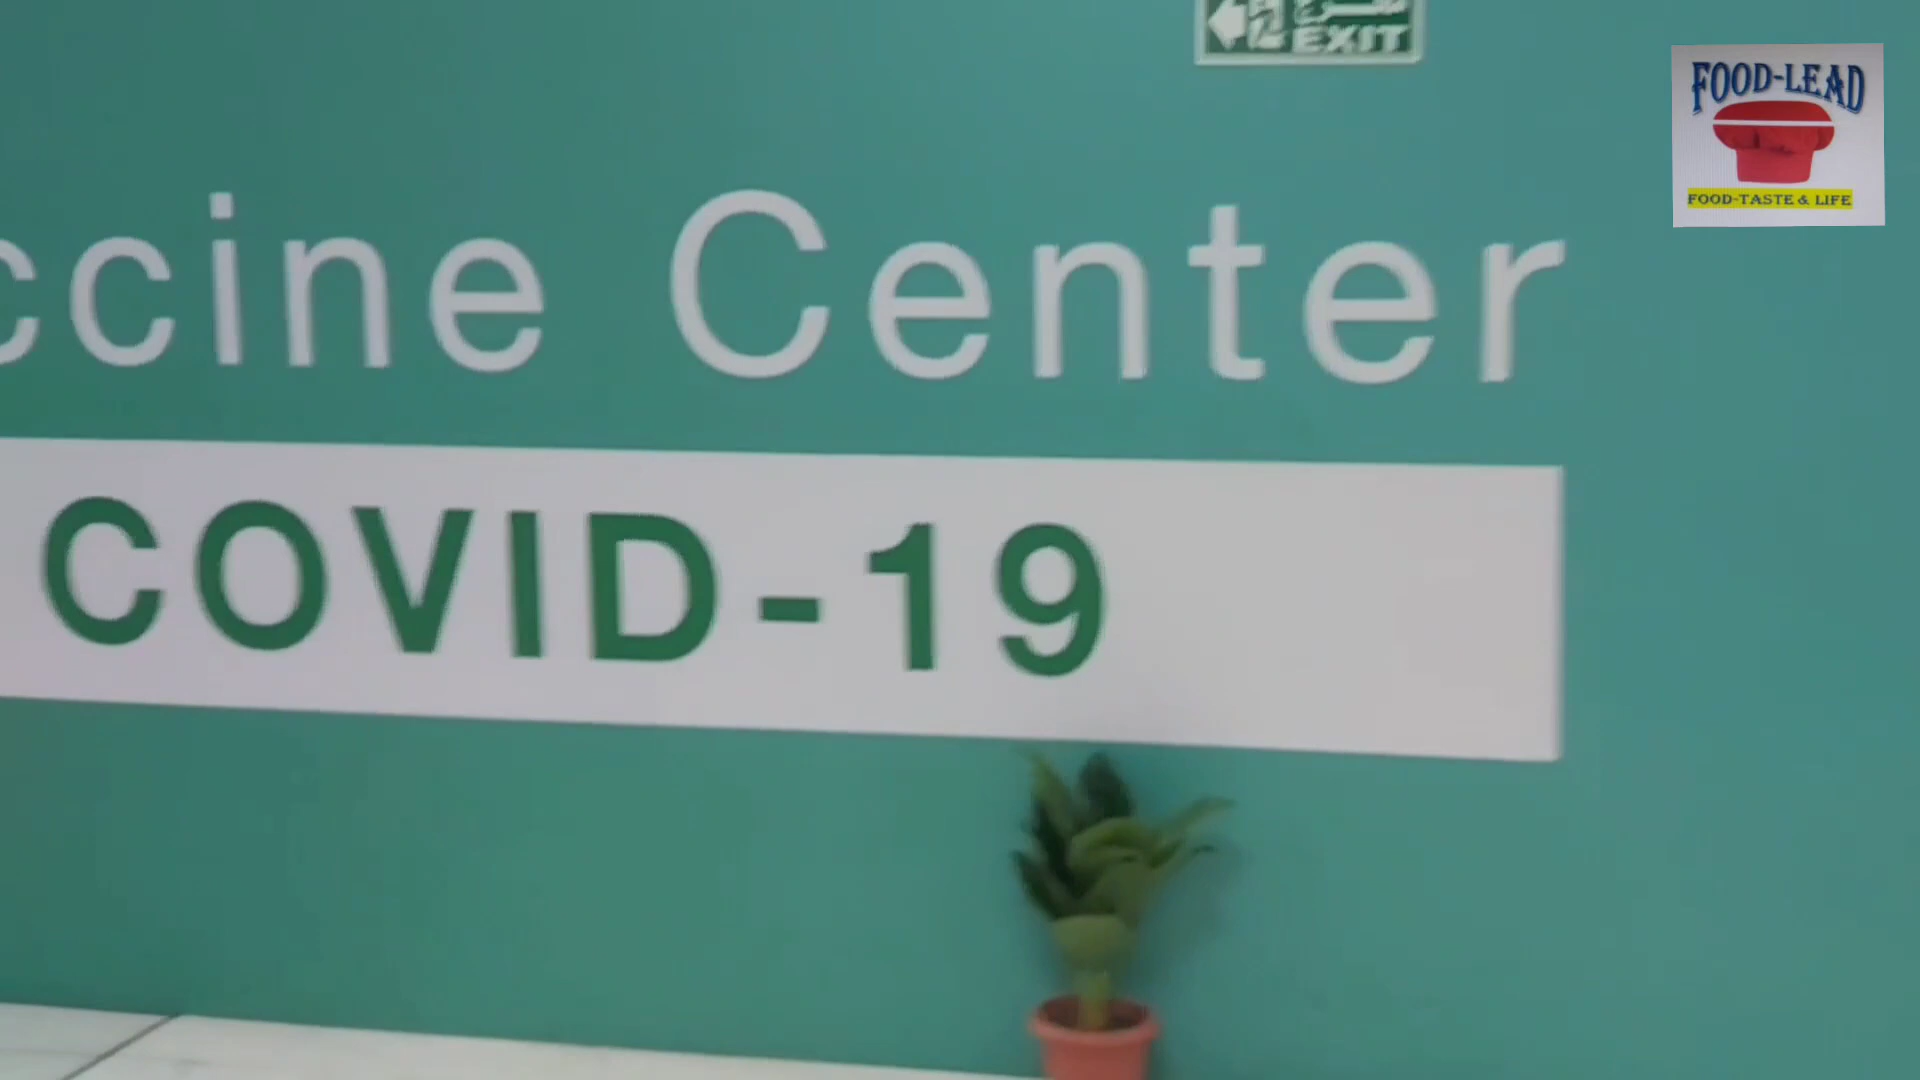 EXIT
FOOD-LEAD
FOOD-TASTE & LIFE
ccine Center
COVID-19